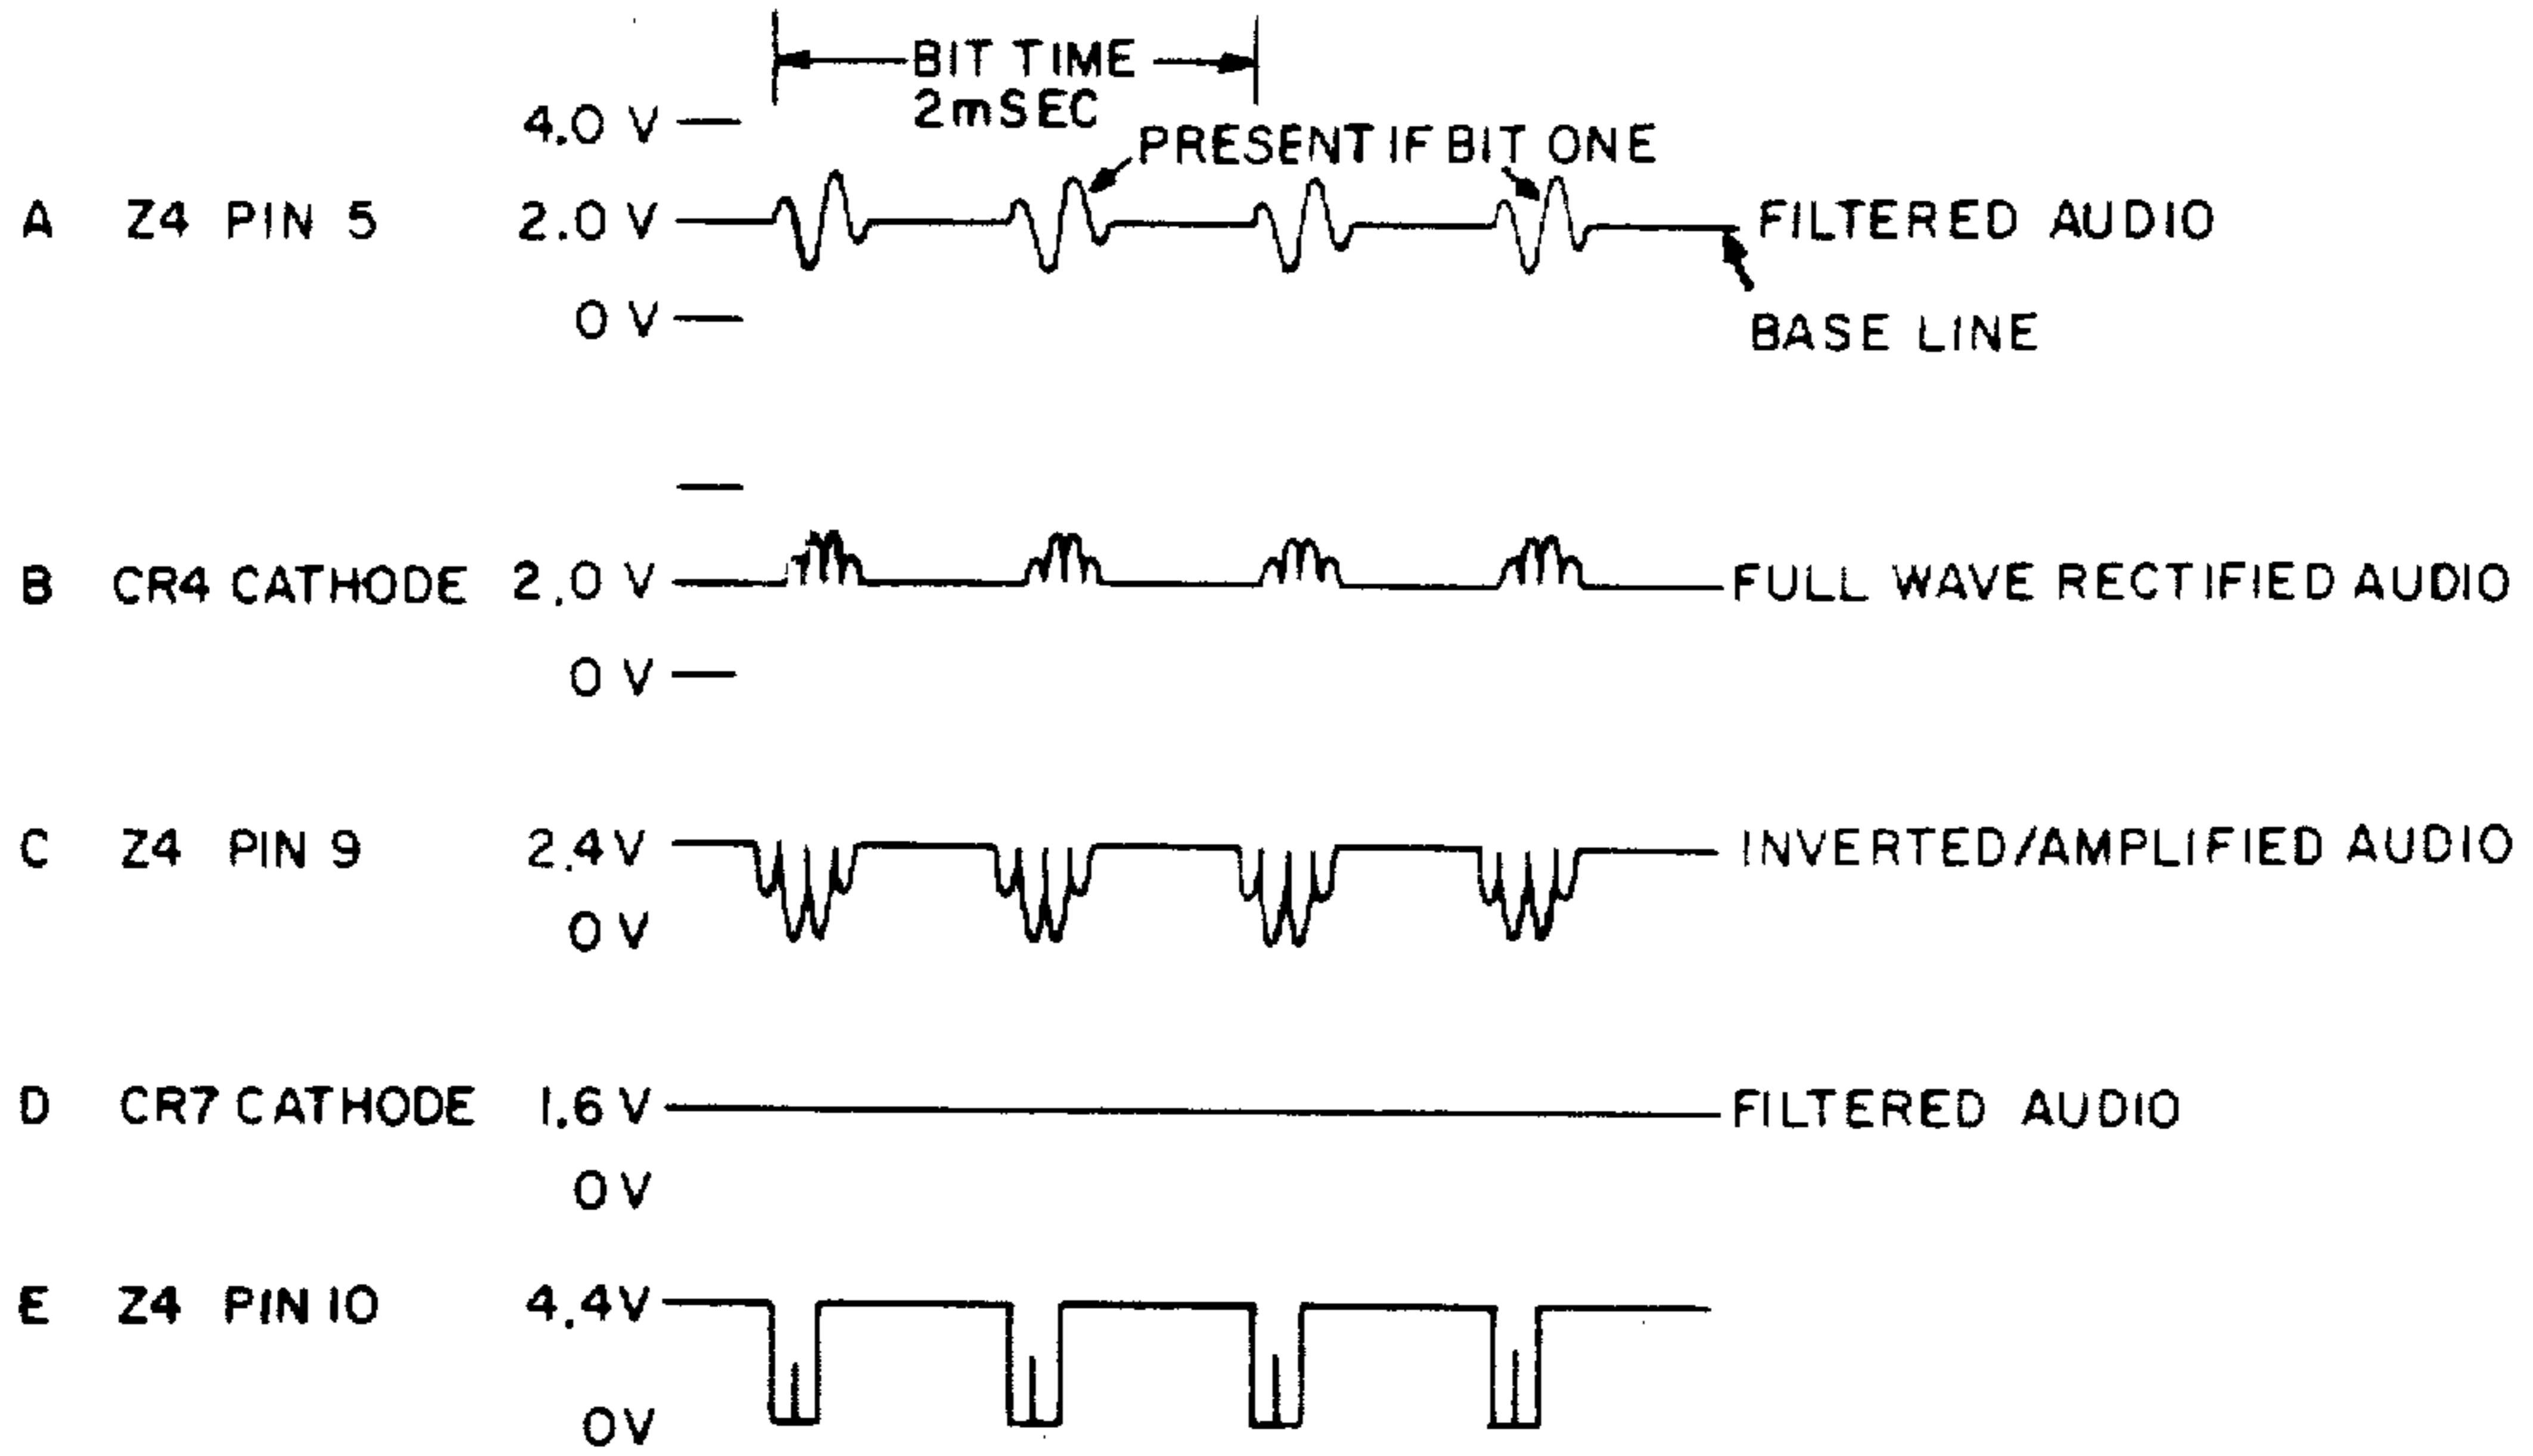 BIT TIME
2mSEC
4.0 V
PRESENT IF BIT ONE
A Z4 PIN 5 2.0 V FILTERED AUDIO
0 V
BASE LINE
B CR4 CATHODE 2.0 V FULL WAVE RECTIFIED AUDIO
0 V
C Z4 PIN 9 2.4V INVERTED/AMPLIFIED AUDIO
0V
D CR7 CATHODE 1.6 V FILTERED AUDIO
0V
E Z4 PIN 10 4.4V
0V